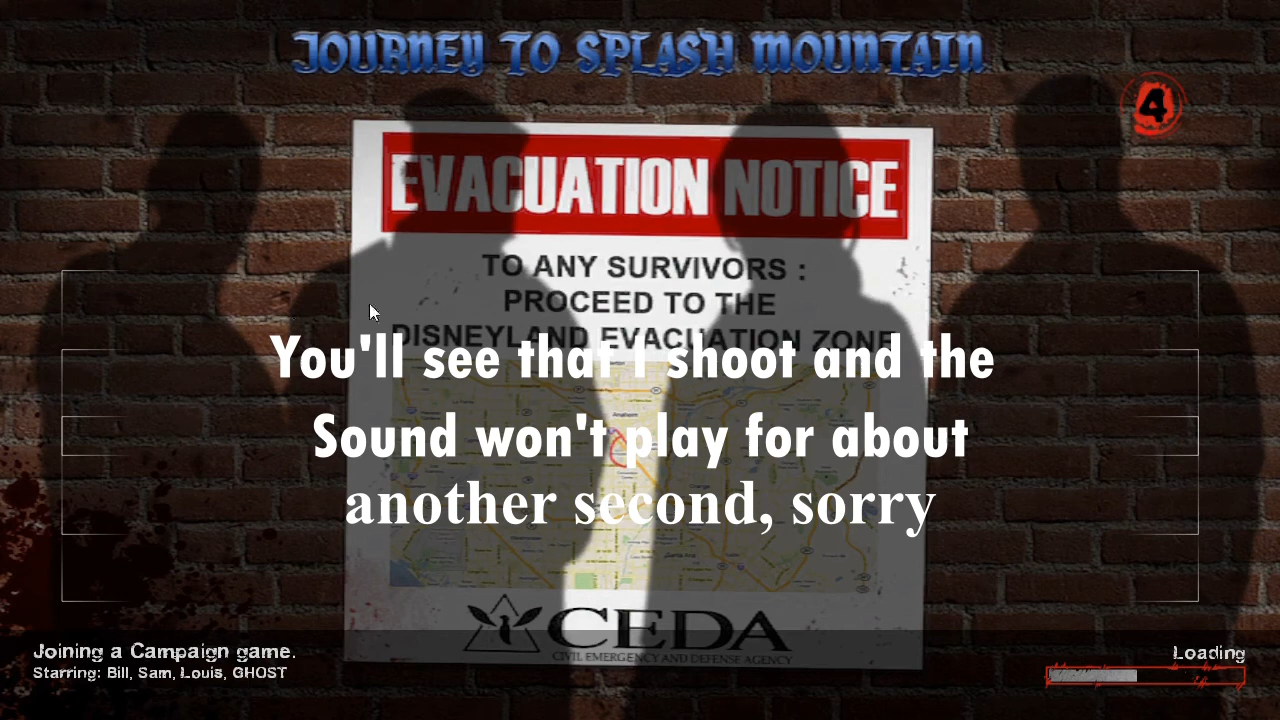 JOURNEY TO SPLASH MOUNTAIN
4
EVACUATION NOTICE
TO ANY SURVIVORS :
PROCEED TO THE
DISNEYLAND EVACUATION ZONE
You'll see that I shoot and the
Sound won't play for about
another second, sorry
Anaheim
CEDA
CIVIL EMERGENCY AND DEFENSE AGENCY
Joining a Campaign game.
Starring: Bill, Sam, Louis, GHOST
Loading